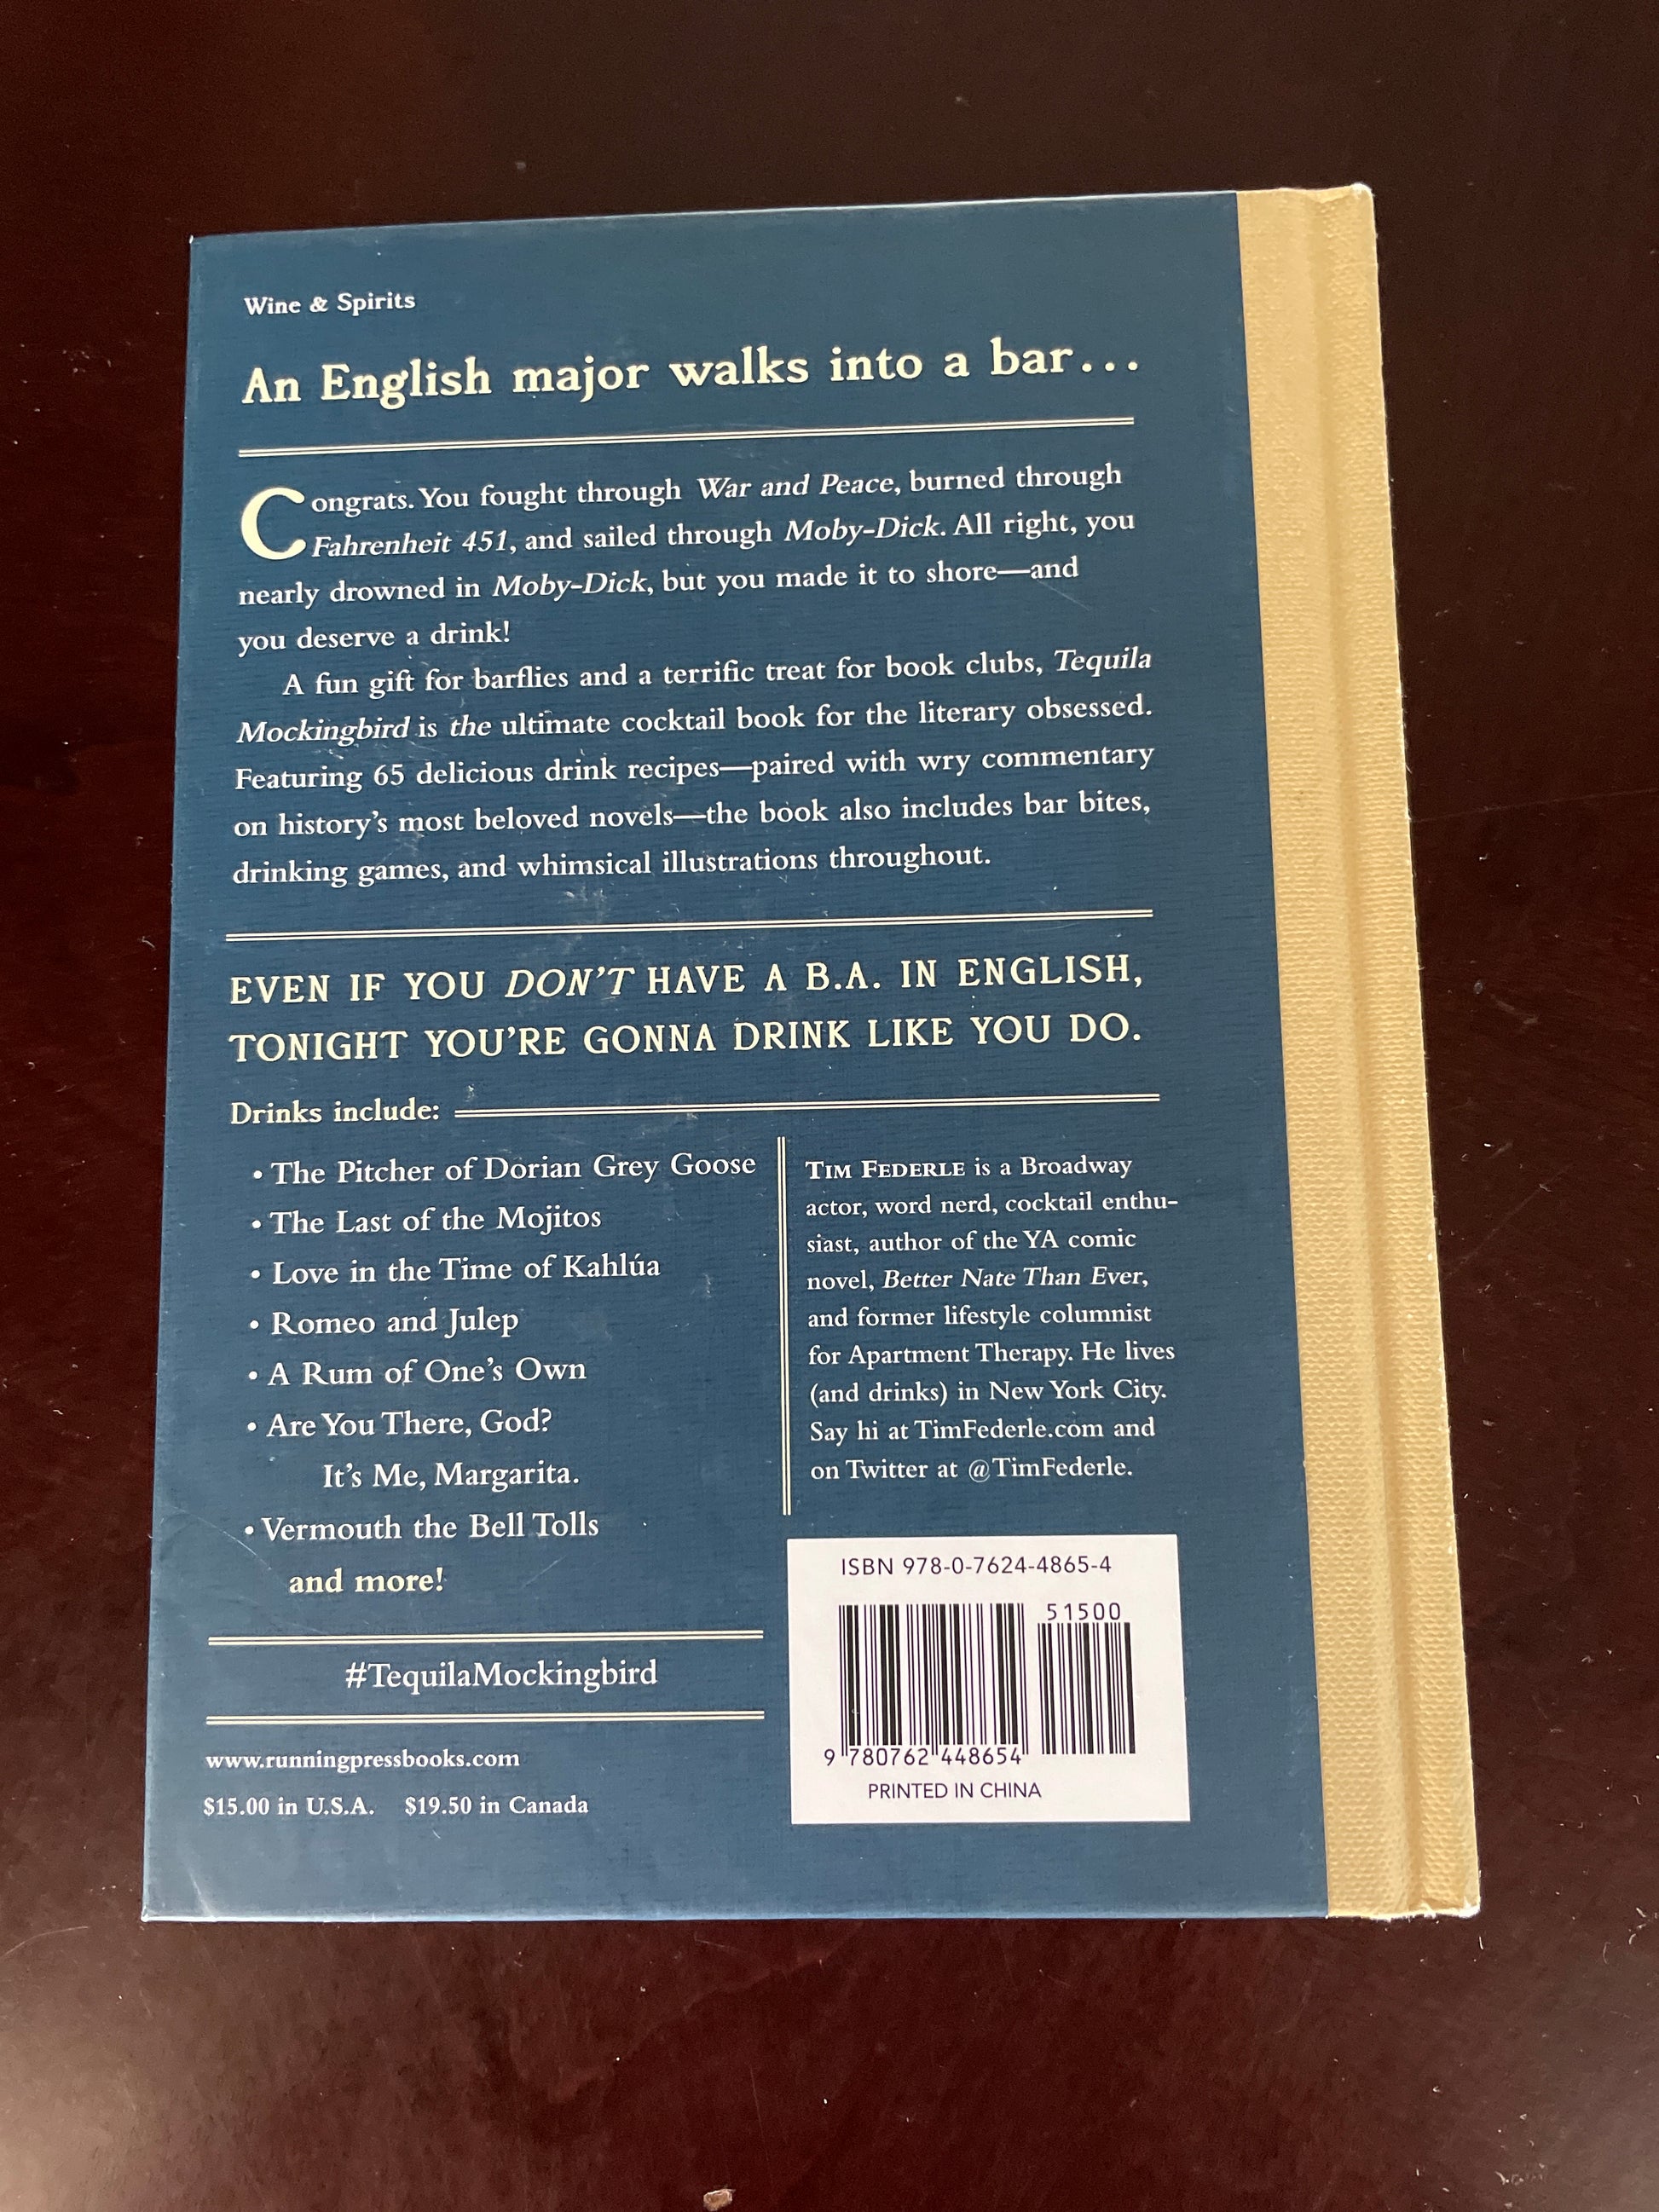 Wine & Spirits
An English major walks into a bar...
Congrats. You fought through War and Peace, burned through
Fahrenheit 451, and sailed through Moby-Dick. All right, you
nearly drowned in Moby-Dick, but you made it to shore—and
you deserve a drink!
A fun gift for barflies and a terrific treat for book clubs, Tequila
Mockingbird is the ultimate cocktail book for the literary obsessed.
Featuring 65 delicious drink recipes—paired with wry commentary
on history's most beloved novels—the book also includes bar bites,
drinking games, and whimsical illustrations throughout.
EVEN IF YOU DON'T HAVE A B.A. IN ENGLISH,
TONIGHT YOU'RE GONNA DRINK LIKE YOU DO.
Drinks include:
• The Pitcher of Dorian Grey Goose
• The Last of the Mojitos
• Love in the Time of Kahlúa
• Romeo and Julep
• A Rum of One's Own
• Are You There, God?
It's Me, Margarita.
• Vermouth the Bell Tolls
and more!
#TequilaMockingbird
www.runningpressbooks.com
$15.00 in U.S.A. $19.50 in Canada
TIM FEDERLE is a Broadway
actor, word nerd, cocktail enthu-
siast, author of the YA comic
novel, Better Nate Than Ever,
and former lifestyle columnist
for Apartment Therapy. He lives
(and drinks) in New York City.
Say hi at TimFederle.com and
on Twitter at @TimFederle.
ISBN 978-0-7624-4865-4
51500
9 780762 448654
PRINTED IN CHINA